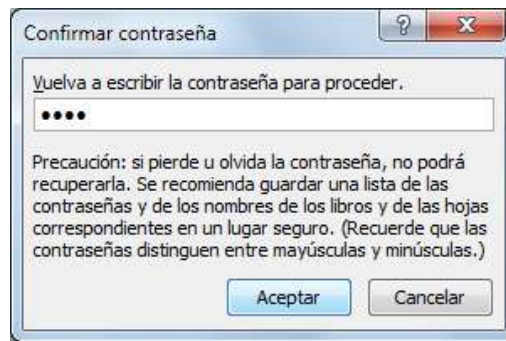 Confirmar contraseña
Vuelva a escribir la contraseña para proceder.
••••
Precaución: si pierde u olvida la contraseña, no podrá
recuperarla. Se recomienda guardar una lista de las
contraseñas y de los nombres de los libros y de las hojas
correspondientes en un lugar seguro. (Recuerde que las
contraseñas distinguen entre mayúsculas y minúsculas.)
Aceptar Cancelar